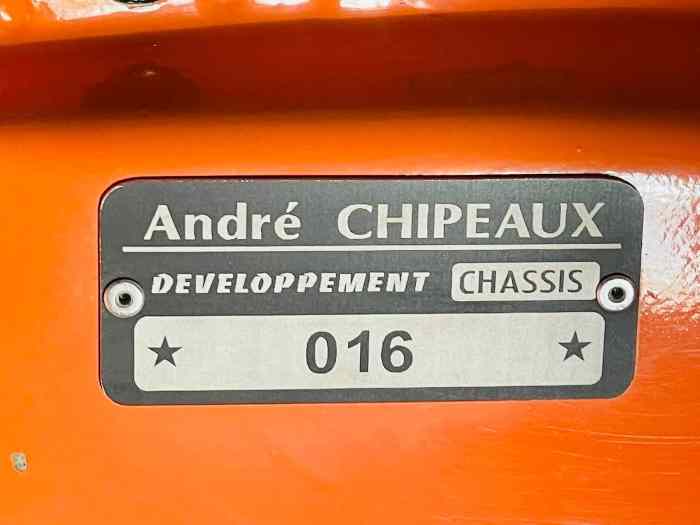 André CHIPEAUX
DEVELOPPEMENT CHASSIS
★ 016 ★